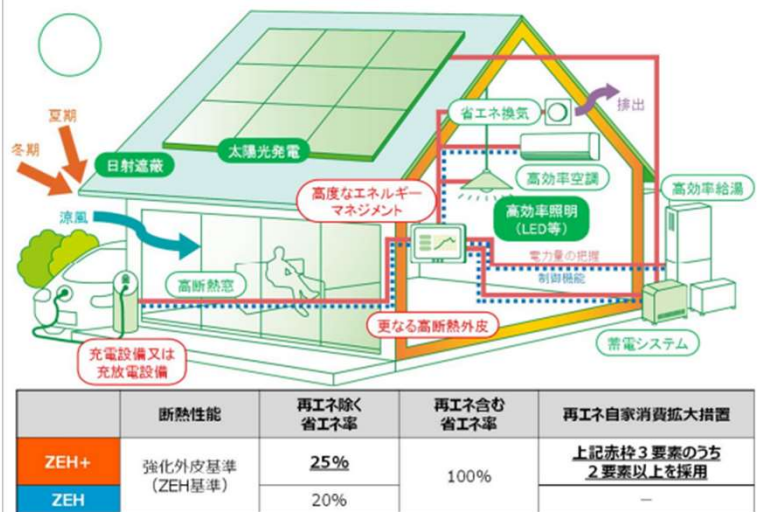 夏期
冬期
日射遮蔽
太陽光発電
省エネ換気
排出
高効率空調
高度なエネルギー
マネジメント
高効率照明
(LED等)
高効率給湯
涼風
電力量の把握
制御機能
高断熱窓
更なる高断熱外皮
蓄電システム
充電設備又は
充放電設備
断熱性能
再エネ除く
省エネ率
再エネ含む
省エネ率
再エネ自家消費拡大措置
ZEH+
強化外皮基準
(ZEH基準)
25%
100%
上記赤枠3要素のうち
2要素以上を採用
ZEH
20%
—